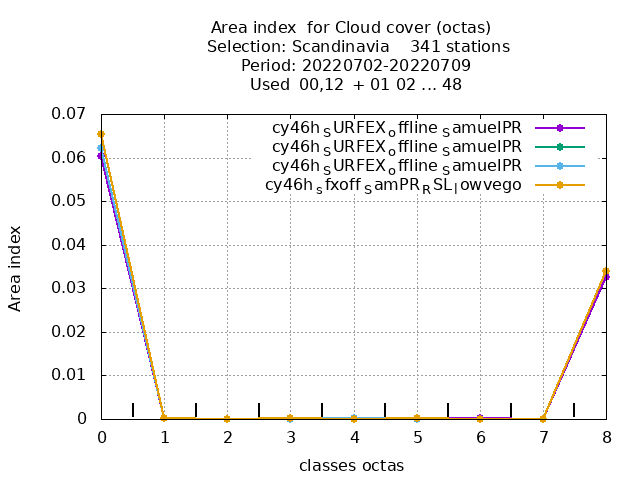 Area index  for Cloud cover (octas)
Selection: Scandinavia    341 stations
Period: 20220702-20220709
Used  00,12  + 01 02 ... 48
cy46h_SURFEX_offline_SamuelPR
cy46h_SURFEX_offline_SamuelPR
cy46h_SURFEX_offline_SamuelPR
cy46h_sfxoff_SamPR_RSL_lowvego
0.07
0.06
0.05
0.04
0.03
0.02
0.01
0
Area index
0 1 2 3 4 5 6 7 8
classes octas